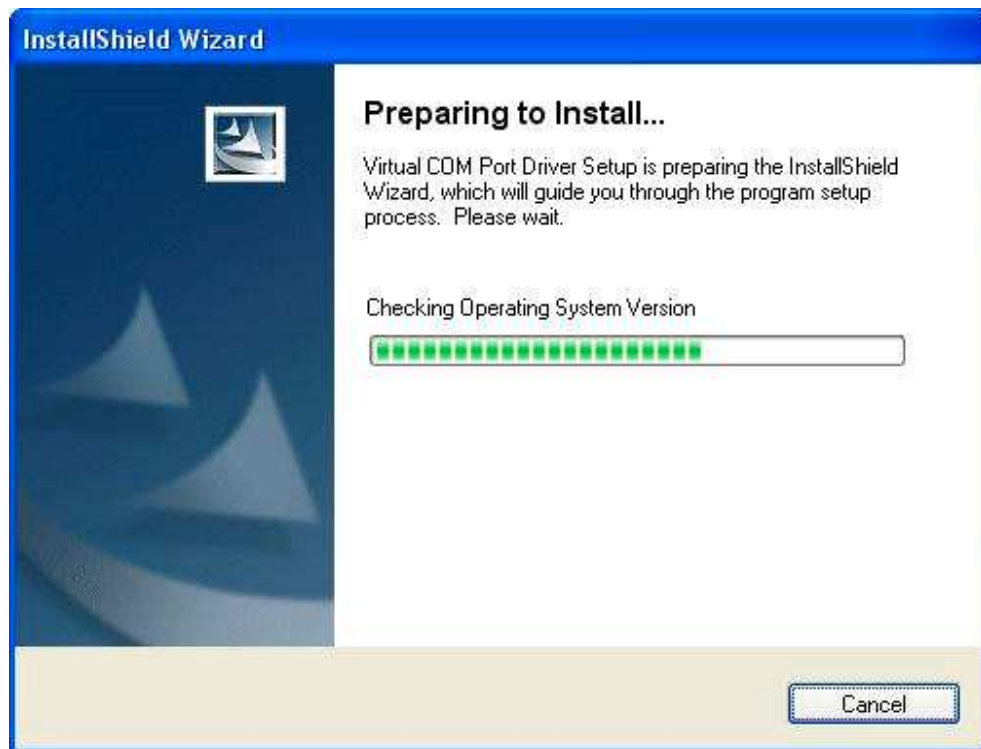 InstallShield Wizard
Preparing to Install...
Virtual COM Port Driver Setup is preparing the InstallShield
Wizard, which will guide you through the program setup
process.  Please wait.
Checking Operating System Version
Cancel